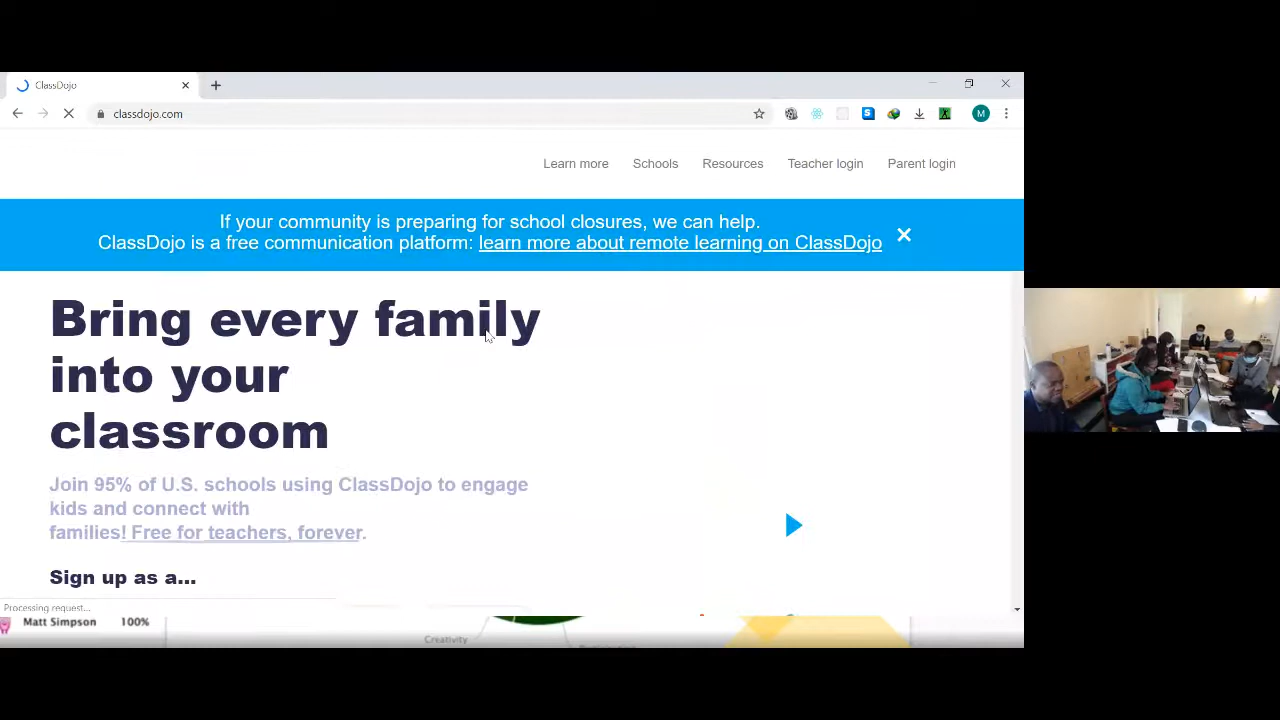 ClassDojo
classdojo.com
M
Learn more Schools Resources Teacher login Parent login
If your community is preparing for school closures, we can help.
ClassDojo is a free communication platform: learn more about remote learning on ClassDojo
Bring every family
into your
classroom
Join 95% of U.S. schools using ClassDojo to engage
kids and connect with
families! Free for teachers, forever.
Sign up as a...
Processing request...
Matt Simpson 100%
Creativity